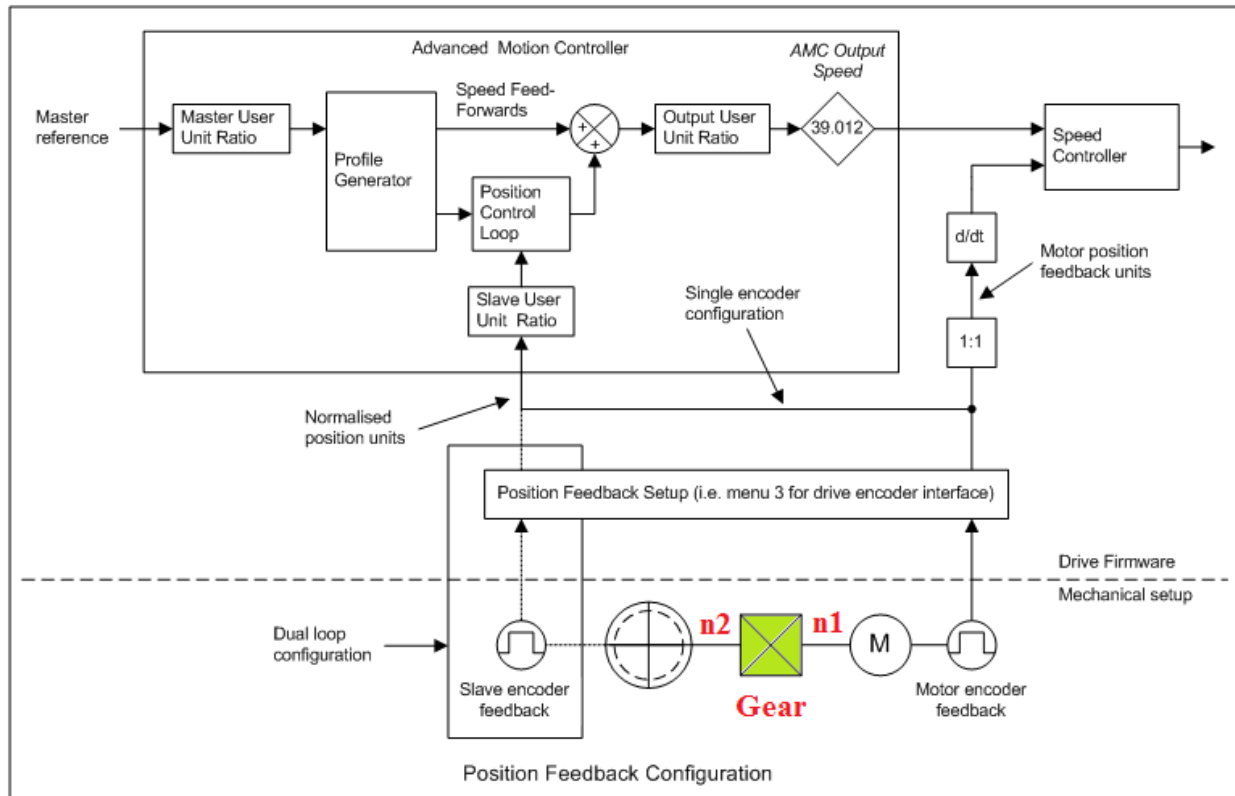 Advanced Motion Controller
AMC Output
Speed
Master
reference
Master User
Unit Ratio
Speed Feed-
Forwards
+
+
Output User
Unit Ratio
39.012
Speed
Controller
Profile
Generator
Position
Control
Loop
d/dt
Motor position
feedback units
Slave User
Unit Ratio
Single encoder
configuration
1:1
Normalised
position units
Position Feedback Setup (i.e. menu 3 for drive encoder interface)
Drive Firmware
Mechanical setup
Dual loop
configuration
n2
n1
M
Slave encoder
feedback
Gear
Motor encoder
feedback
Position Feedback Configuration